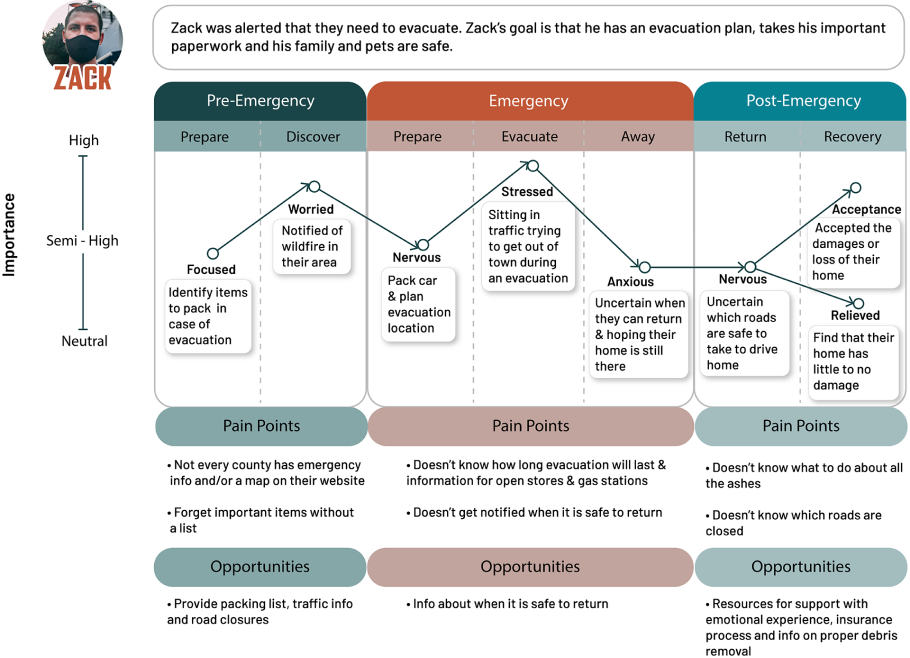 Zack was alerted that they need to evacuate. Zack's goal is that he has an evacuation plan, takes his important
paperwork and his family and pets are safe.
ZACK
Pre-Emergency
Emergency
Post-Emergency
Prepare
Discover
Prepare
Evacuate
Away
Return
Recovery
Importance
High
Semi - High
Neutral
Focused
Identify items
to pack in
case of
evacuation
Worried
Notified of
wildfire in
their area
Nervous
Pack car
& plan
evacuation
location
Stressed
Sitting in
traffic trying
to get out of
town during
an evacuation
Anxious
Uncertain when
they can return
& hoping their
home is still
there
Nervous
Uncertain
which roads
are safe to
take to drive
home
Acceptance
Accepted the
damages or
loss of their
home
Relieved
Find that their
home has
little to no
damage
Pain Points
Pain Points
Pain Points
• Not every county has emergency
info and/or a map on their website
• Forget important items without
a list
• Doesn't know how long evacuation will last &
information for open stores & gas stations
• Doesn't get notified when it is safe to return
• Doesn't know what to do about all
the ashes
• Doesn't know which roads are
closed
Opportunities
Opportunities
Opportunities
• Provide packing list, traffic info
and road closures
• Info about when it is safe to return
• Resources for support with
emotional experience, insurance
process and info on proper debris
removal